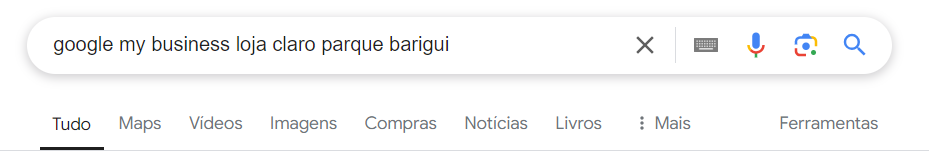 google my business loja claro parque barigui
Tudo Maps Vídeos Imagens Compras Notícias Livros Mais Ferramentas